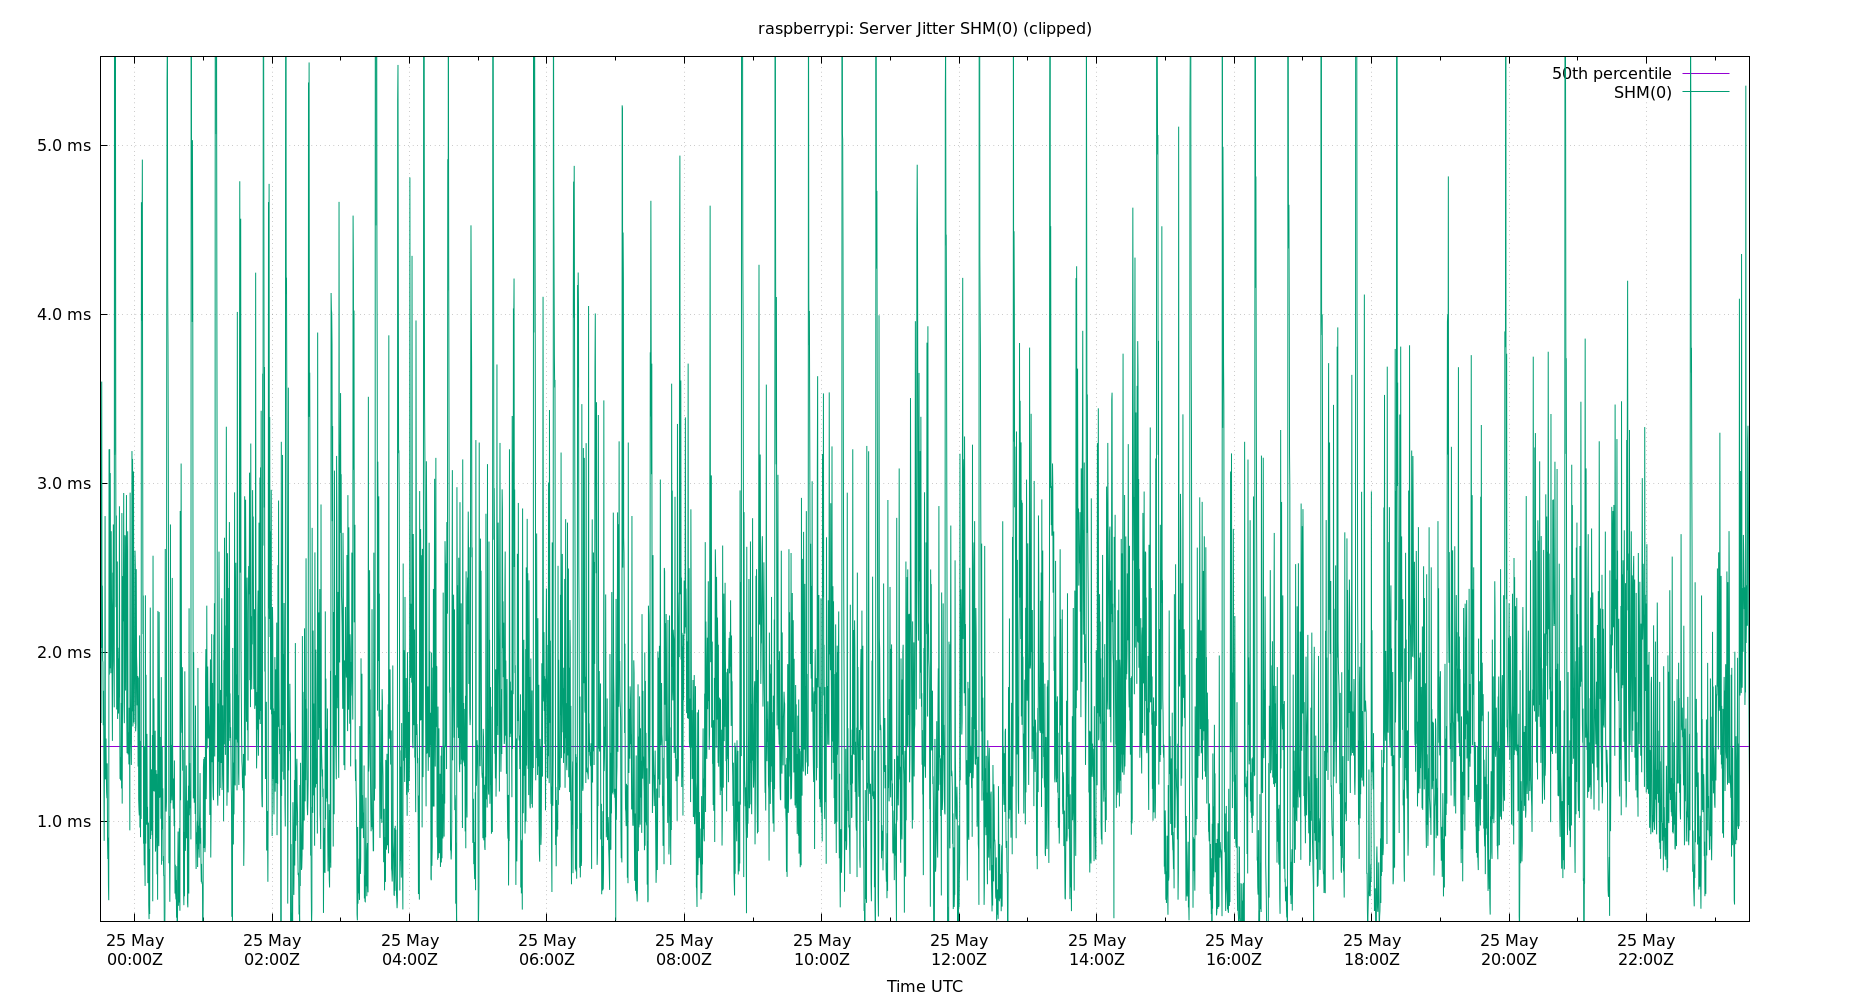 raspberrypi: Server Jitter SHM(0) (clipped)
50th percentile
SHM(0)
5.0 ms
4.0 ms
3.0 ms
2.0 ms
1.0 ms
25 May 25 May 25 May 25 May 25 May 25 May 25 May 25 May 25 May 25 May 25 May 25 May
00:00Z 02:00Z 04:00Z 06:00Z 08:00Z 10:00Z 12:00Z 14:00Z 16:00Z 18:00Z 20:00Z 22:00Z
Time UTC